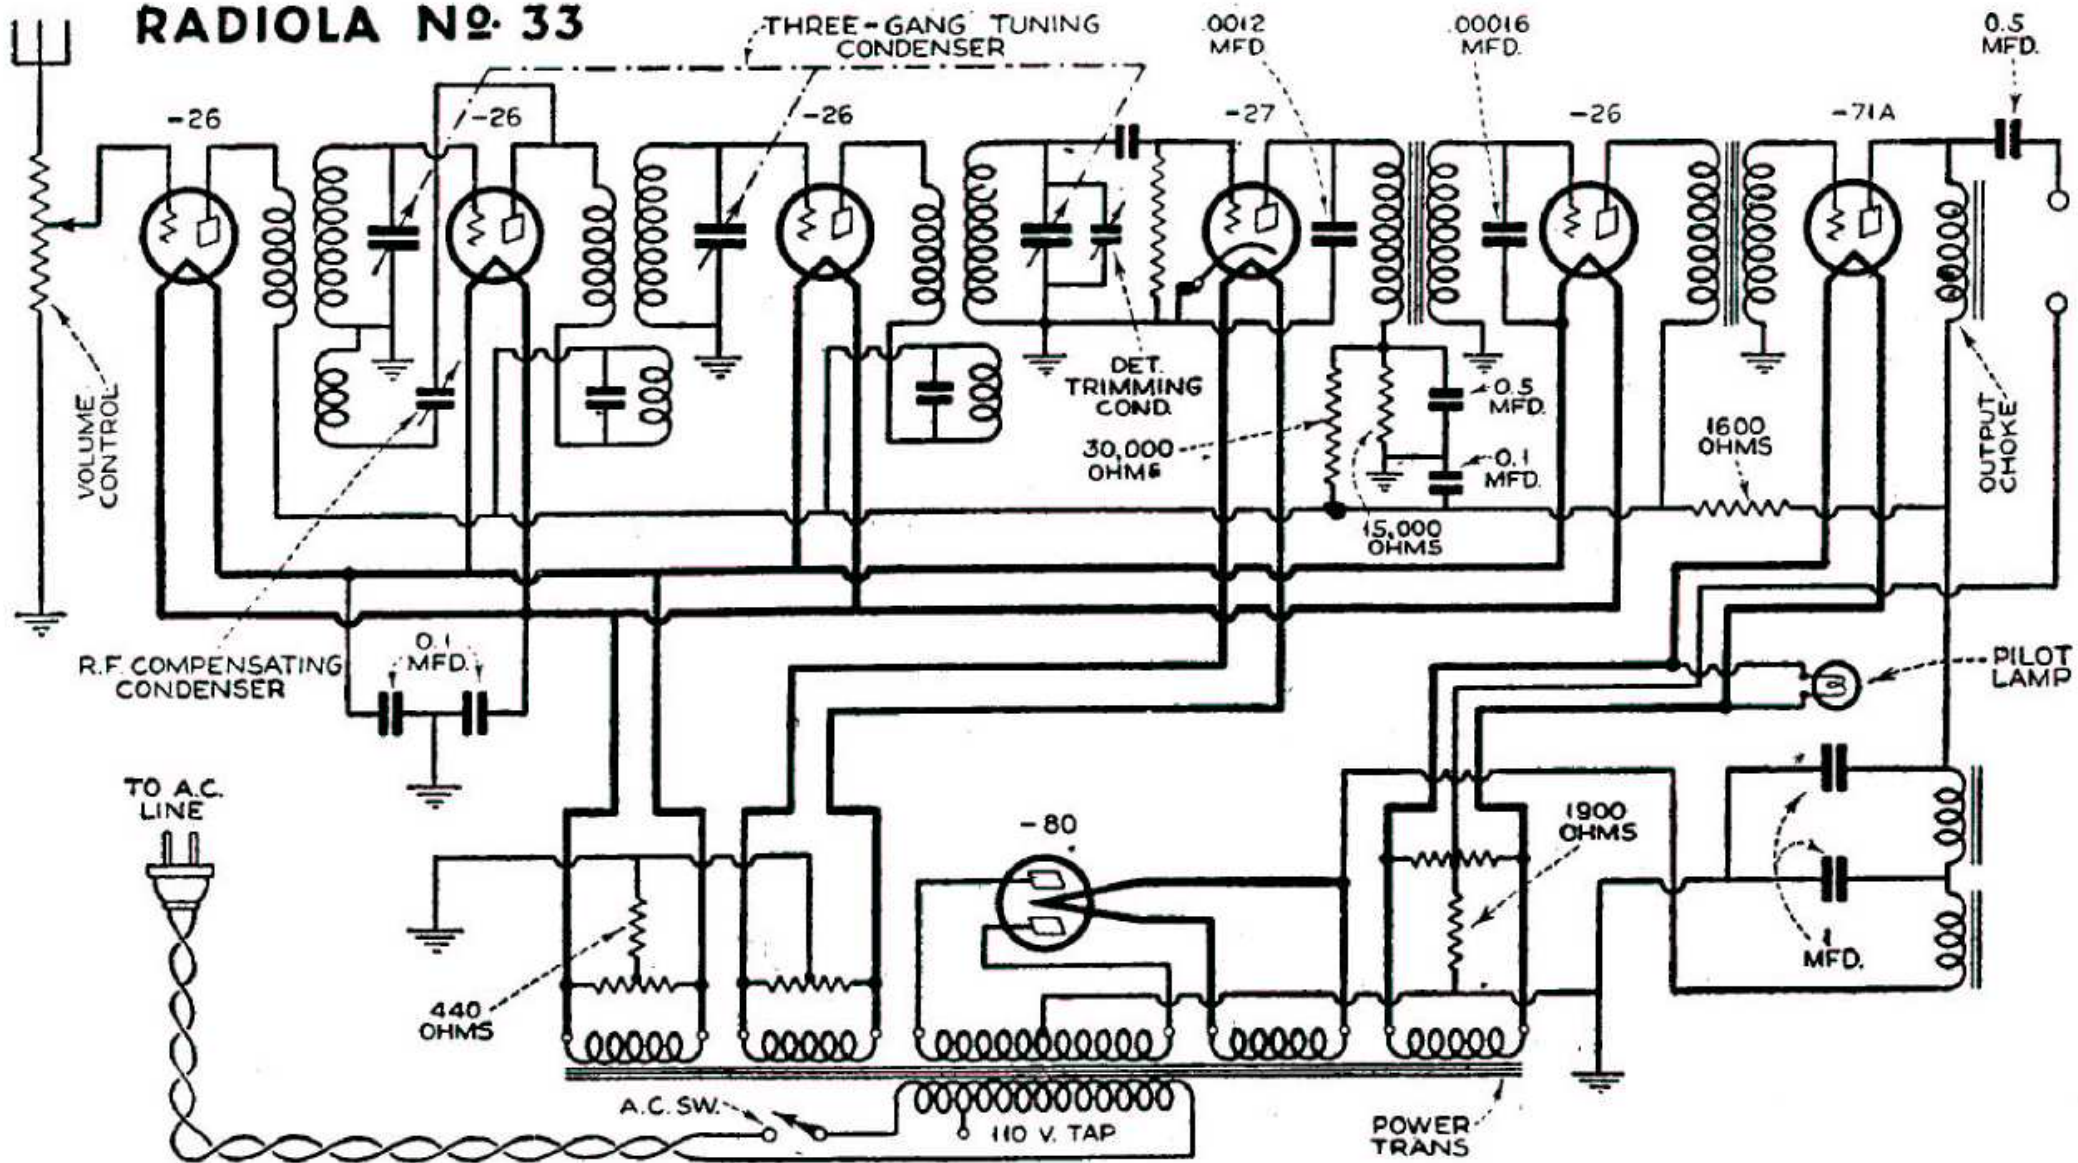 RADIOLA No. 33
THREE-GANG TUNING
CONDENSER
.0012
MFD.
.00016
MFD.
0.5
MFD.
-26
-26
-26
-27
-26
-71A
VOLUME
CONTROL
DET.
TRIMMING
COND.
30,000
OHMS
0.5
MFD.
0.1
MFD.
15,000
OHMS
1600
OHMS
OUTPUT
CHOKE
R.F. COMPENSATING
CONDENSER
0.1
MFD.
PILOT
LAMP
TO A.C.
LINE
-80
1900
OHMS
1
MFD.
440
OHMS
A.C. SW.
110 V. TAP
POWER
TRANS